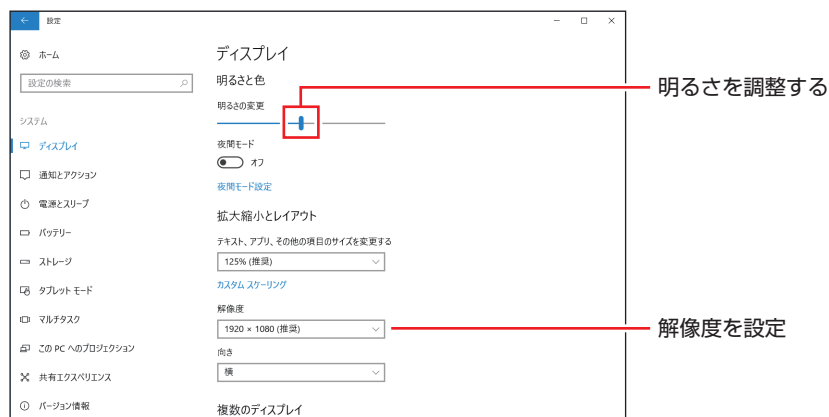 設定
ホーム
設定の検索
システム
ディスプレイ
通知とアクション
電源とスリープ
バッテリー
ストレージ
タブレット モード
マルチタスク
この PC へのプロジェクション
共有エクスペリエンス
バージョン情報
ディスプレイ
明るさと色
明るさの変更
夜間モード
オフ
夜間モード設定
拡大縮小とレイアウト
テキスト、アプリ、その他の項目のサイズを変更する
125% (推奨)
カスタム スケーリング
解像度
1920 × 1080 (推奨)
向き
横
複数のディスプレイ
明るさを調整する
解像度を設定